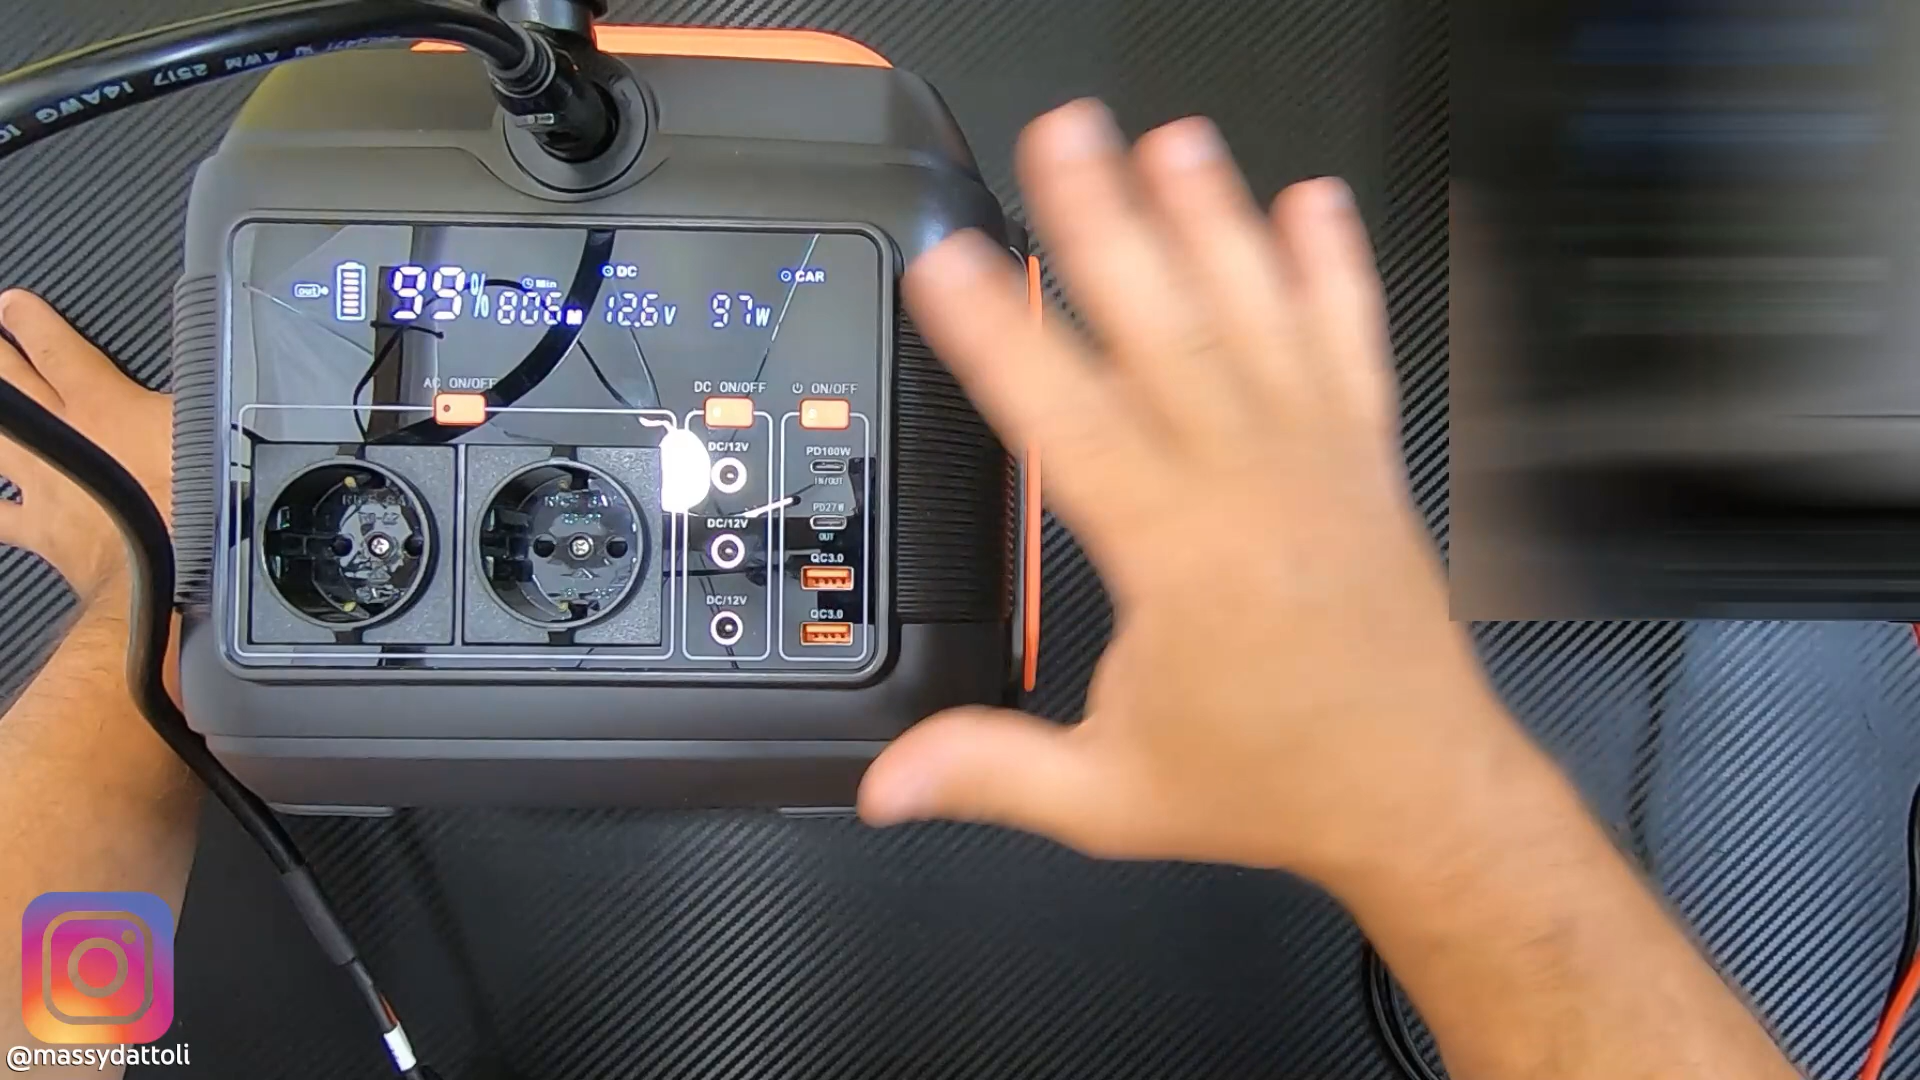 14AWG
2517
AWM
out
99% 806M 12.6V 97W
Min
DC
CAR
AC ON/OFF
DC ON/OFF
ON/OFF
DC/12V
DC/12V
DC/12V
PD100W
IN/OUT
PD27W
OUT
QC3.0
QC3.0
@massydattoli